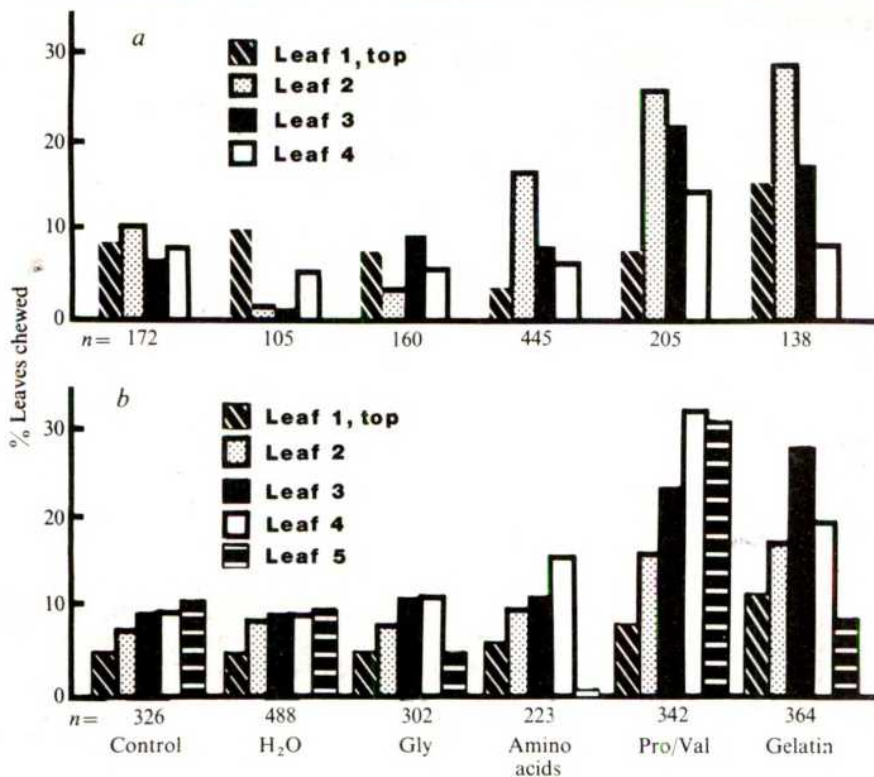 a
30
20
10
0
Leaf 1, top
Leaf 2
Leaf 3
Leaf 4
n= 172 105 160 445 205 138
% Leaves chewed
b
30
20
10
0
Leaf 1, top
Leaf 2
Leaf 3
Leaf 4
Leaf 5
n= 326 488 302 223 342 364
Control H₂O Gly Amino acids Pro/Val Gelatin